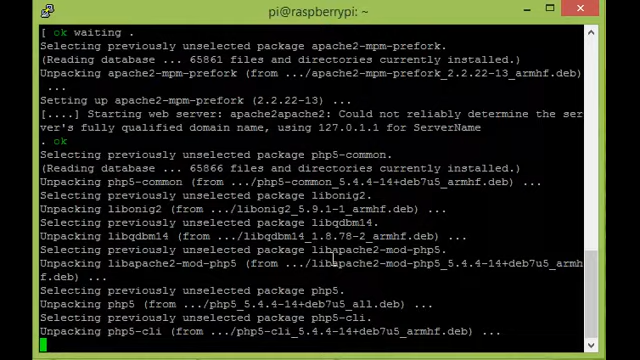 pi@raspberrypi: ~
[ ok waiting .
Selecting previously unselected package apache2-mpm-prefork.
(Reading database ... 65861 files and directories currently installed.)
Unpacking apache2-mpm-prefork (from .../apache2-mpm-prefork_2.2.22-13_armhf.deb)
...
Setting up apache2-mpm-prefork (2.2.22-13) ...
[....] Starting web server: apache2apache2: Could not reliably determine the ser
ver's fully qualified domain name, using 127.0.1.1 for ServerName
. ok
Selecting previously unselected package php5-common.
(Reading database ... 65866 files and directories currently installed.)
Unpacking php5-common (from .../php5-common_5.4.4-14+deb7u5_armhf.deb) ...
Selecting previously unselected package libonig2.
Unpacking libonig2 (from .../libonig2_5.9.1-1_armhf.deb) ...
Selecting previously unselected package libqdbm14.
Unpacking libqdbm14 (from .../libqdbm14_1.8.78-2_armhf.deb) ...
Selecting previously unselected package libapache2-mod-php5.
Unpacking libapache2-mod-php5 (from .../libapache2-mod-php5_5.4.4-14+deb7u5_armh
f.deb) ...
Selecting previously unselected package php5.
Unpacking php5 (from .../php5_5.4.4-14+deb7u5_all.deb) ...
Selecting previously unselected package php5-cli.
Unpacking php5-cli (from .../php5-cli_5.4.4-14+deb7u5_armhf.deb) ...